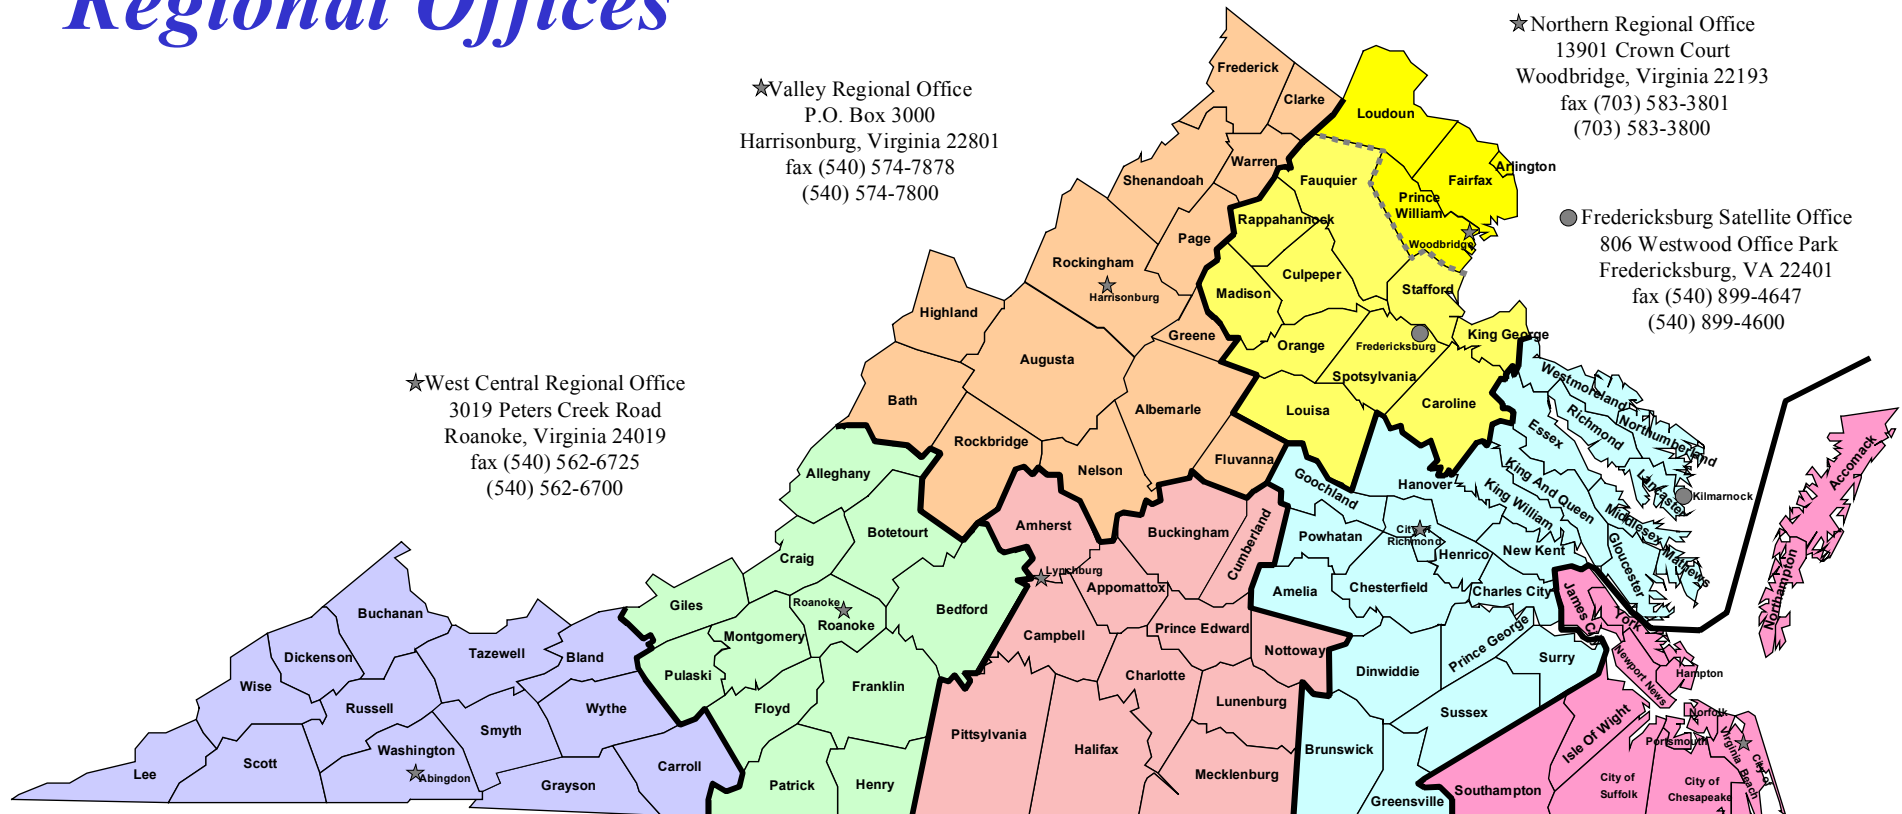 Regional Offices
Northern Regional Office
13901 Crown Court
Woodbridge, Virginia 22193
fax (703) 583-3801
(703) 583-3800
Valley Regional Office
P.O. Box 3000
Harrisonburg, Virginia 22801
fax (540) 574-7878
(540) 574-7800
Fredericksburg Satellite Office
806 Westwood Office Park
Fredericksburg, VA 22401
fax (540) 899-4647
(540) 899-4600
West Central Regional Office
3019 Peters Creek Road
Roanoke, Virginia 24019
fax (540) 562-6725
(540) 562-6700
Frederick
Clarke
Loudoun
Warren
Shenandoah
Fauquier
Arlington
Fairfax
Prince
William
Rappahannock
Page
Woodbridge
Rockingham
Harrisonburg
Culpeper
Madison
Stafford
Highland
Greene
Orange
Fredericksburg
King George
Augusta
Spotsylvania
Westmoreland
Bath
Albemarle
Louisa
Caroline
Richmond
Northumberland
Essex
Rockbridge
Nelson
Fluvanna
Accomack
Alleghany
Goochland
Hanover
King And Queen
King William
Lancaster
Kilmarnock
Amherst
Buckingham
Cumberland
Powhatan
City of
Richmond
Henrico
New Kent
Middlesex
Mathews
Gloucester
Botetourt
Craig
Lynchburg
Appomattox
Amelia
Chesterfield
Charles City
James C
York
Northampton
Giles
Roanoke
Roanoke
Bedford
Buchanan
Montgomery
Campbell
Prince Edward
Nottoway
Prince George
Surry
Dickenson
Tazewell
Bland
Pulaski
Charlotte
Dinwiddie
Newport News
Hampton
Wise
Russell
Wythe
Floyd
Franklin
Lunenburg
Sussex
Isle Of Wight
Norfolk
Smyth
Pittsylvania
Halifax
Brunswick
Portsmouth
Washington
Abingdon
Lee
Scott
Carroll
Grayson
Patrick
Henry
Mecklenburg
Greensville
Southampton
City of
Suffolk
City of
Chesapeake
City of
Virginia Beach